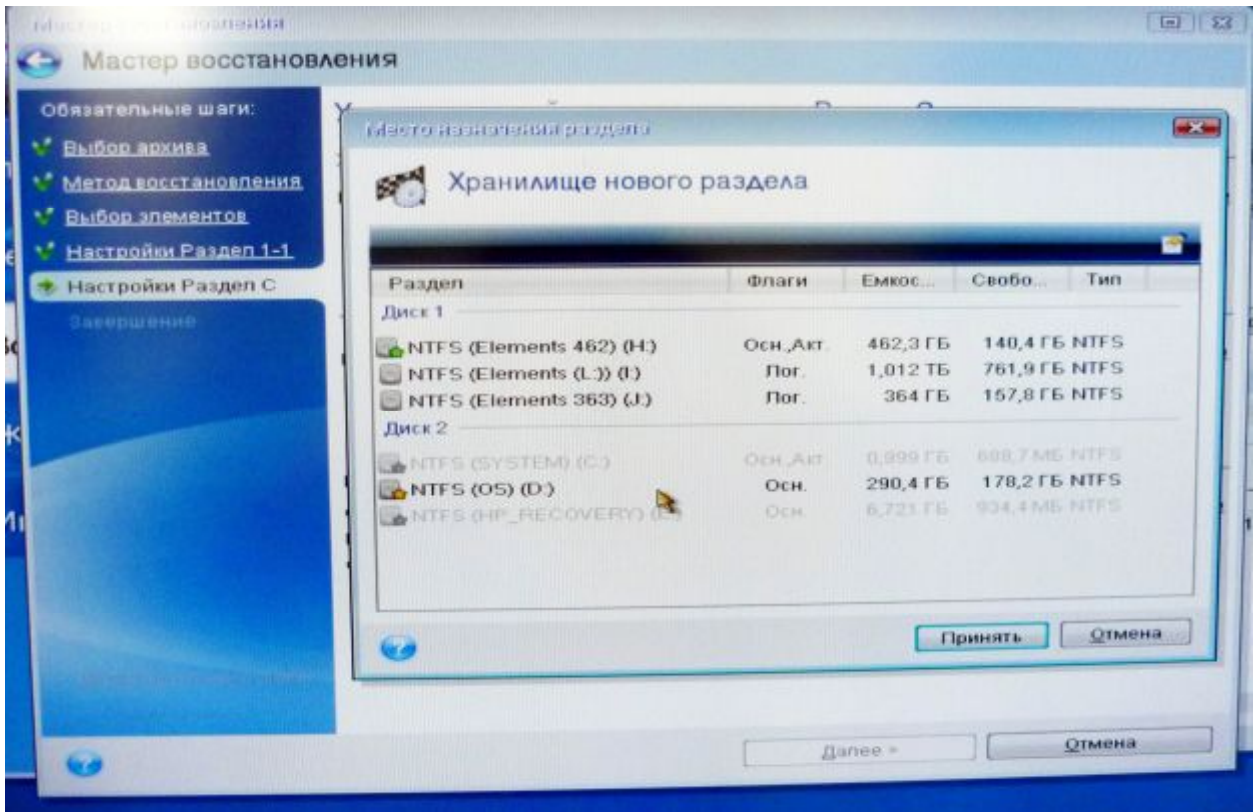 Мастер восстановления
Мастер восстановления
Обязательные шаги:
Выбор архива
Метод восстановления
Выбор элементов
Настройки Раздел 1-1
Настройки Раздел C
Завершение
Место назначения раздела
Хранилище нового раздела
Раздел Флаги Емкос... Свобо... Тип
Диск 1
NTFS (Elements 462) (H:) Осн.,Акт. 462,3 ГБ 140,4 ГБ NTFS
NTFS (Elements (L:)) (I:) Лог. 1,012 ТБ 761,9 ГБ NTFS
NTFS (Elements 363) (J:) Лог. 364 ГБ 157,8 ГБ NTFS
Диск 2
NTFS (SYSTEM) (C:) Осн.,Акт. 0,999 ГБ 698,7 МБ NTFS
NTFS (OS) (D:) Осн. 290,4 ГБ 178,2 ГБ NTFS
NTFS (HP_RECOVERY) (E:) Осн. 6,721 ГБ 934,4 МБ NTFS
Принять Отмена
Далее > Отмена